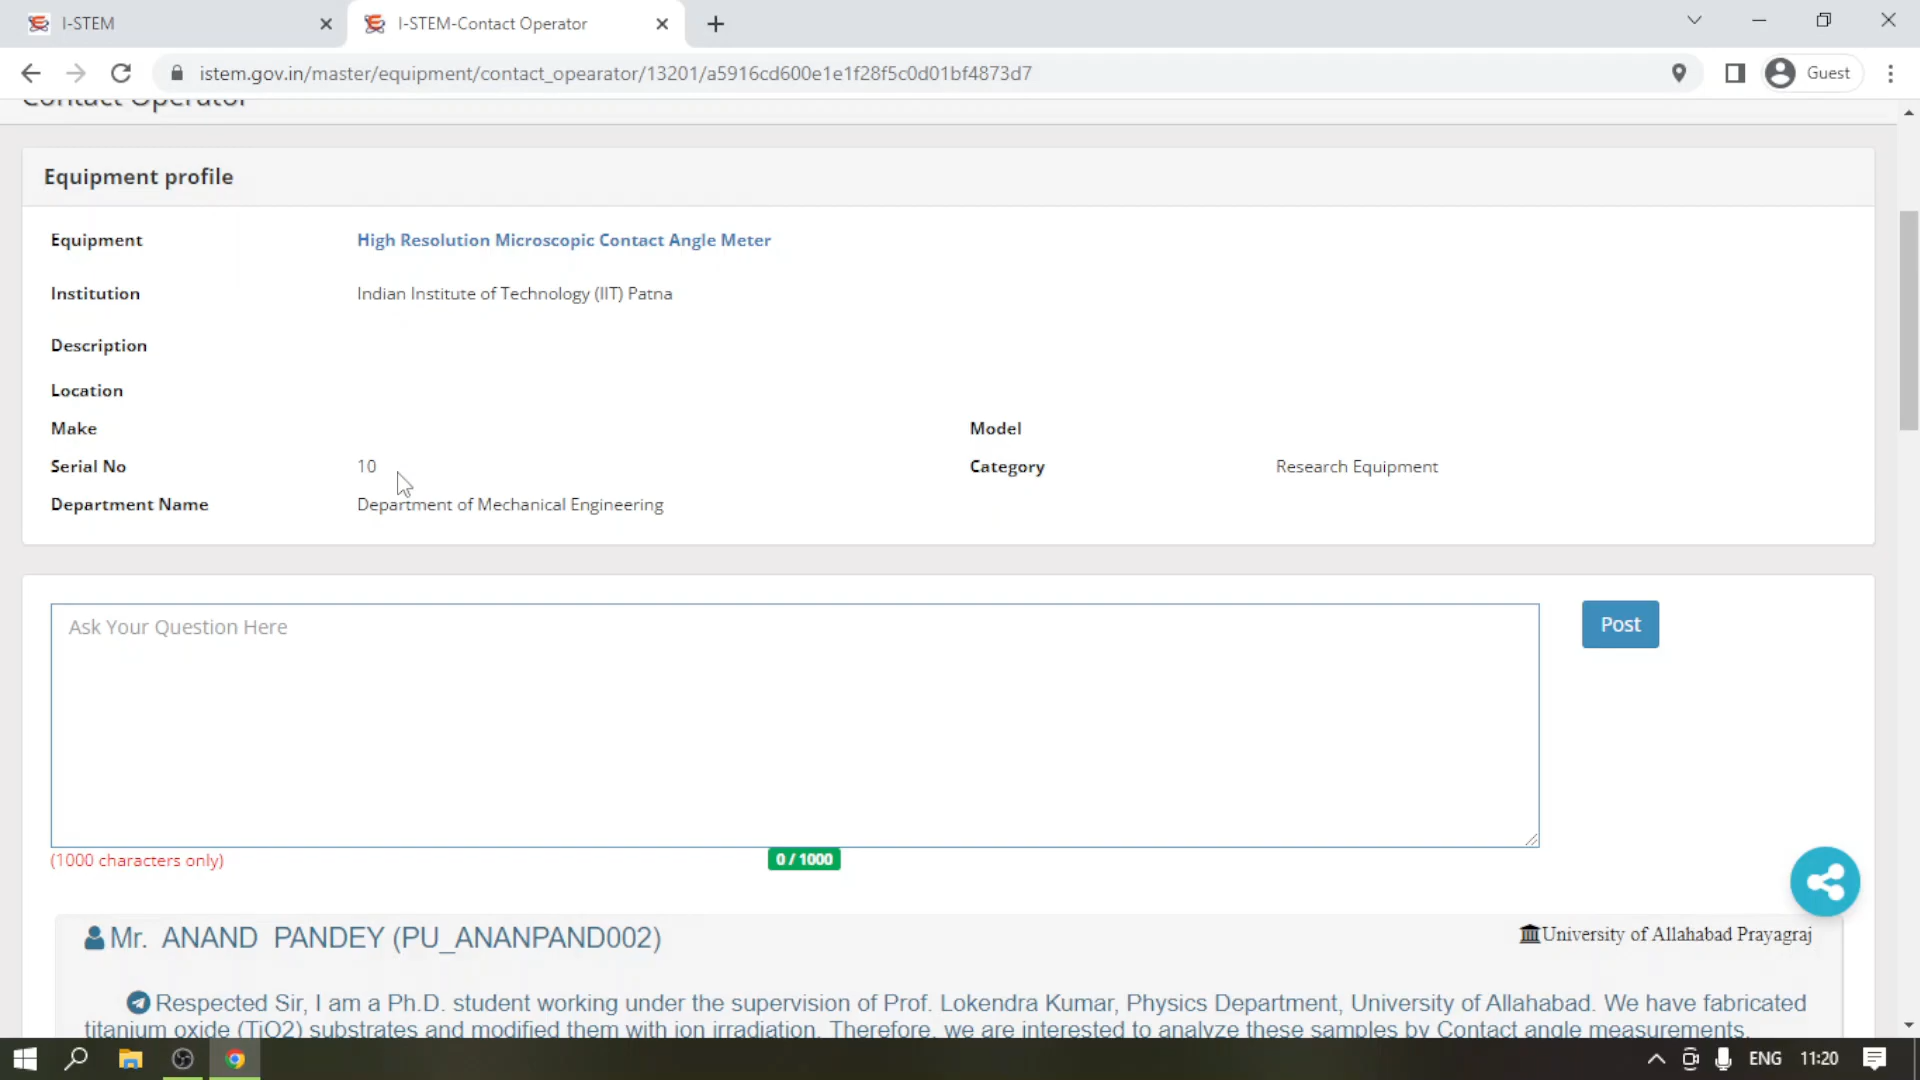 I-STEM
I-STEM-Contact Operator
istem.gov.in/master/equipment/contact_opearator/13201/a5916cd600e1e1f28f5c0d01bf4873d7
Guest
Contact Operator
Equipment profile
Equipment High Resolution Microscopic Contact Angle Meter
Institution Indian Institute of Technology (IIT) Patna
Description
Location
Make Model
Serial No 10 Category Research Equipment
Department Name Department of Mechanical Engineering
Ask Your Question Here
Post
(1000 characters only) 0 / 1000
Mr. ANAND PANDEY (PU_ANANPAND002) University of Allahabad Prayagraj
Respected Sir, I am a Ph.D. student working under the supervision of Prof. Lokendra Kumar, Physics Department, University of Allahabad. We have fabricated
titanium oxide (TiO2) substrates and modified them with ion irradiation. Therefore, we are interested to analyze these samples by Contact angle measurements.
ENG 11:20